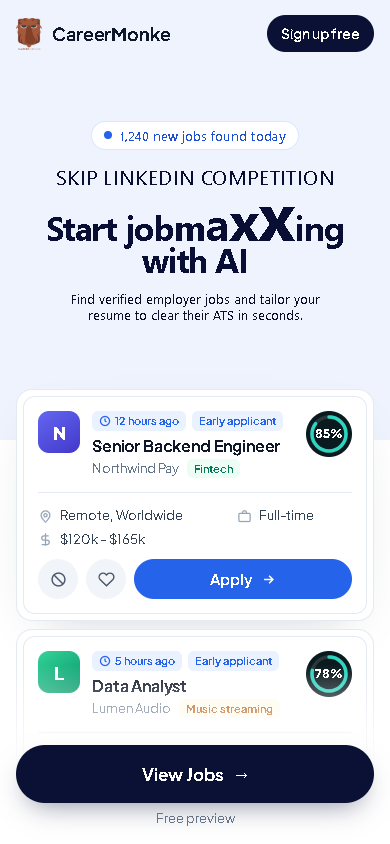 CareerMonke
Sign up free
1,240 new jobs found today
SKIP LINKEDIN COMPETITION
Start jobmaxXing
with AI
Find verified employer jobs and tailor your
resume to clear their ATS in seconds.
N
12 hours ago
Early applicant
85%
Senior Backend Engineer
Northwind Pay
Fintech
Remote, Worldwide
Full-time
$120k - $165k
Apply →
L
5 hours ago
Early applicant
78%
Data Analyst
Lumen Audio
Music streaming
View Jobs →
Free preview